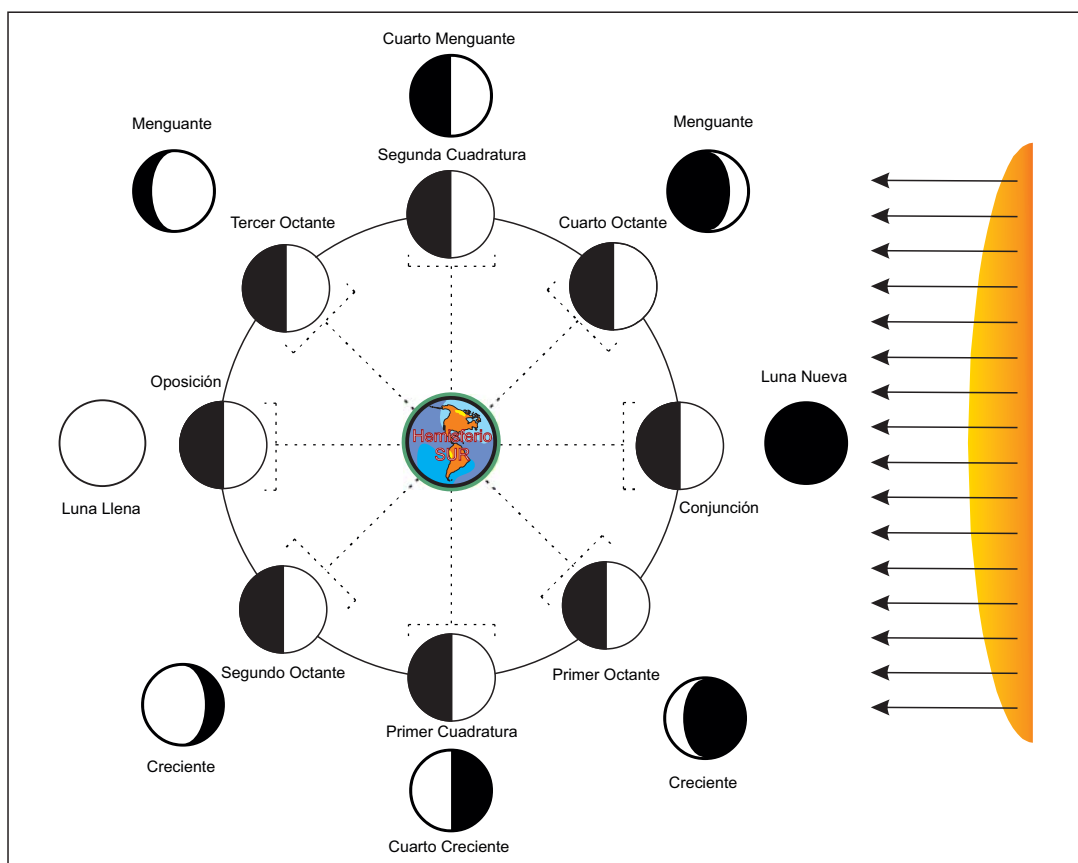 Cuarto Menguante
Menguante
Menguante
Segunda Cuadratura
Tercer Octante
Cuarto Octante
Oposición
Luna Nueva
Hemisferio
SUR
Luna Llena
Conjunción
Segundo Octante
Primer Octante
Primer Cuadratura
Creciente
Creciente
Cuarto Creciente